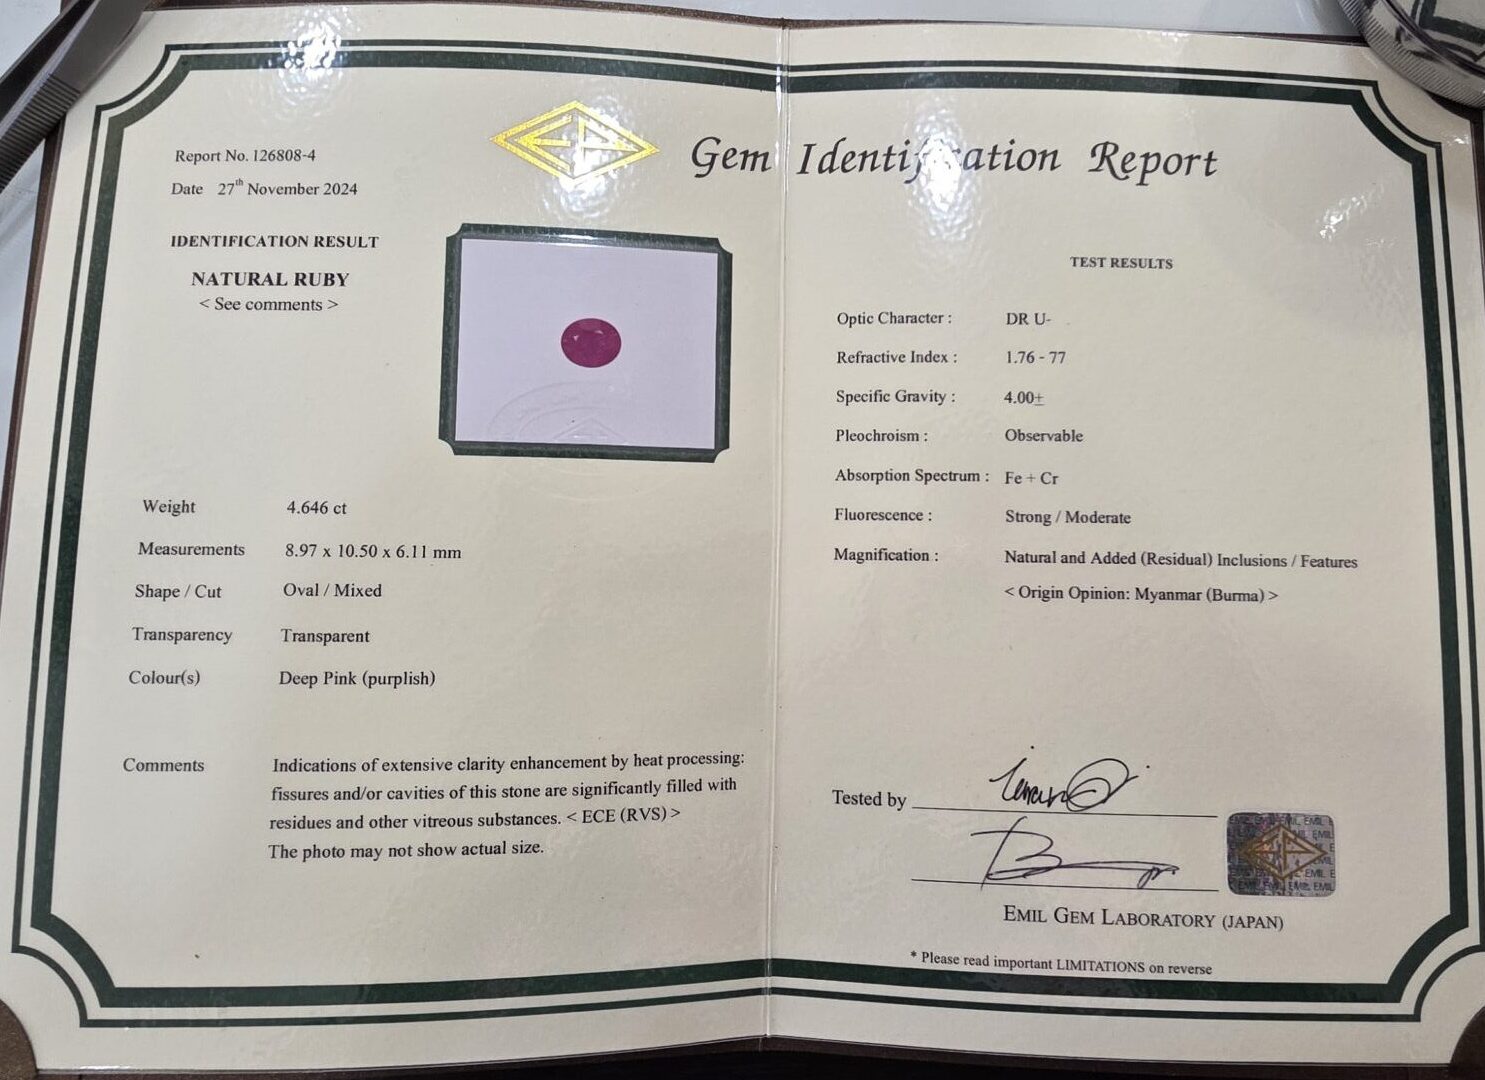 Gem Identification Report
Report No. 126808-4
Date 27th November 2024
IDENTIFICATION RESULT
NATURAL RUBY
< See comments >
Weight 4.646 ct
Measurements 8.97 x 10.50 x 6.11 mm
Shape / Cut Oval / Mixed
Transparency Transparent
Colour(s) Deep Pink (purplish)
Comments Indications of extensive clarity enhancement by heat processing:
fissures and/or cavities of this stone are significantly filled with
residues and other vitreous substances. < ECE (RVS) >
The photo may not show actual size.
TEST RESULTS
Optic Character : DR U-
Refractive Index : 1.76 - 77
Specific Gravity : 4.00±
Pleochroism : Observable
Absorption Spectrum : Fe + Cr
Fluorescence : Strong / Moderate
Magnification : Natural and Added (Residual) Inclusions / Features
< Origin Opinion: Myanmar (Burma) >
Tested by
EMIL GEM LABORATORY (JAPAN)
* Please read important LIMITATIONS on reverse